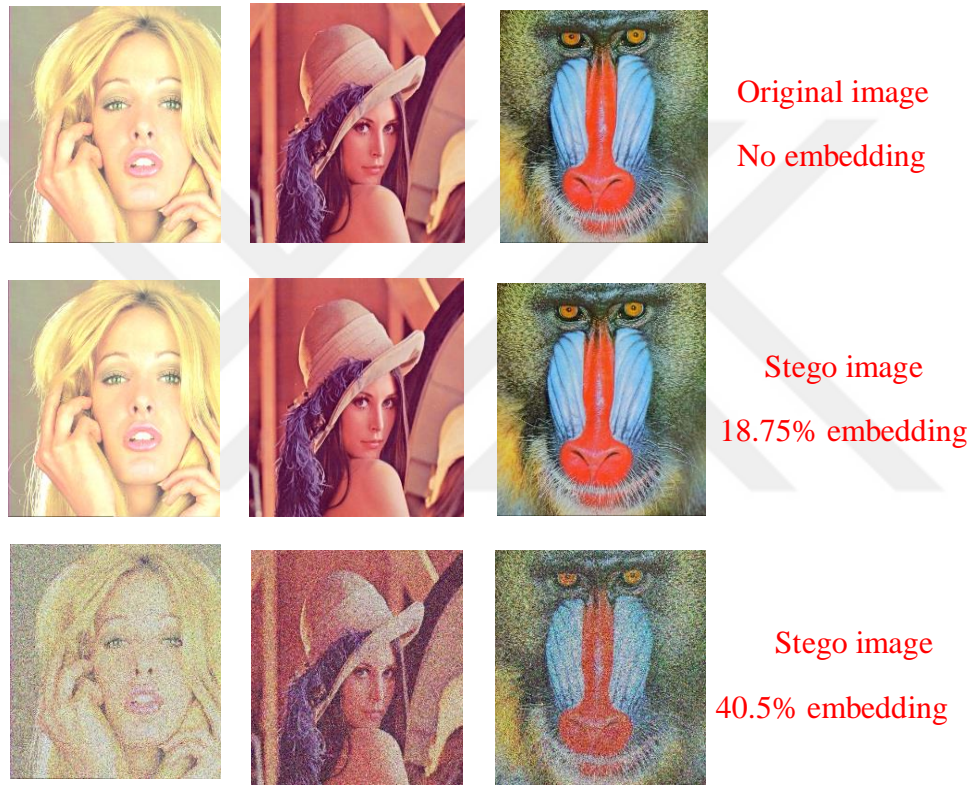 Original image
No embedding
Stego image
18.75% embedding
Stego image
40.5% embedding